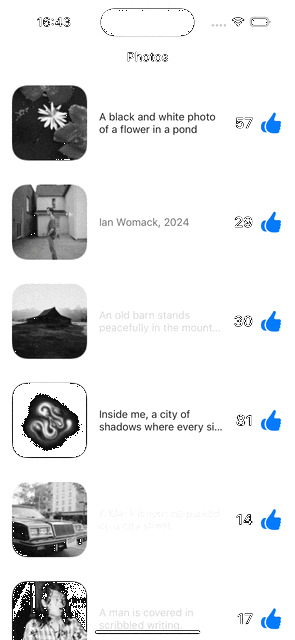 16:43
Photos
A black and white photo
of a flower in a pond
57
Ian Womack, 2024
29
An old barn stands
peacefully in the mount...
30
Inside me, a city of
shadows where every si...
81
14
A man is covered in
scribbled writing.
17